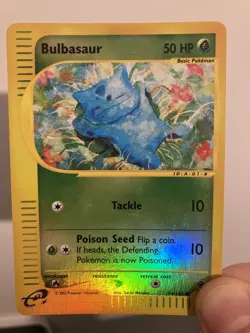 Bulbasaur 50 HP
Basic Pokémon
Tackle 10
Poison Seed Flip a coin.
If heads, the Defending 10
Pokémon is now Poisoned.
weakness resistance retreat cost
e